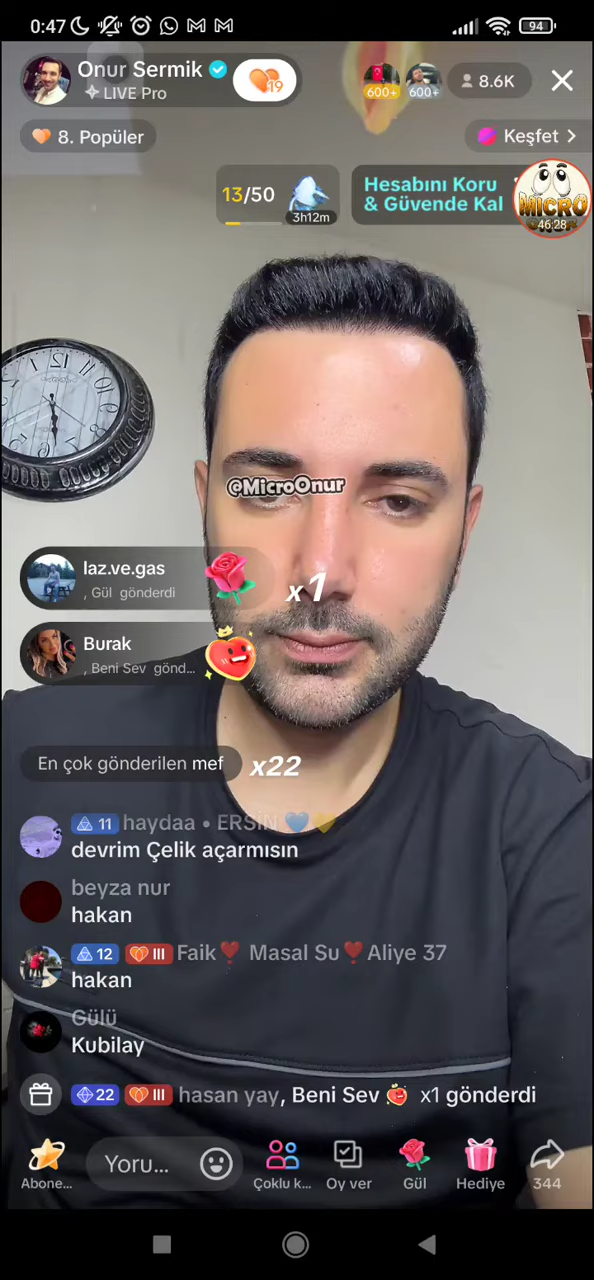 0:47
94
Onur Sermik
LIVE Pro
19
600+
600+
8.6K
8. Popüler
Keşfet
13/50
3h12m
Hesabını Koru
& Güvende Kal
MICRO
46:28
@MicroOnur
laz.ve.gas
, Gül gönderdi
x1
Burak
, Beni Sev gönd...
En çok gönderilen mef
x22
11 haydaa • ERSİN
devrim Çelik açarmısın
beyza nur
hakan
12 III Faik Masal Su Aliye 37
hakan
Gülü
Kubilay
22 III hasan yay, Beni Sev x1 gönderdi
Abone...
Yoru...
Çoklu k...
Oy ver
Gül
Hediye
344